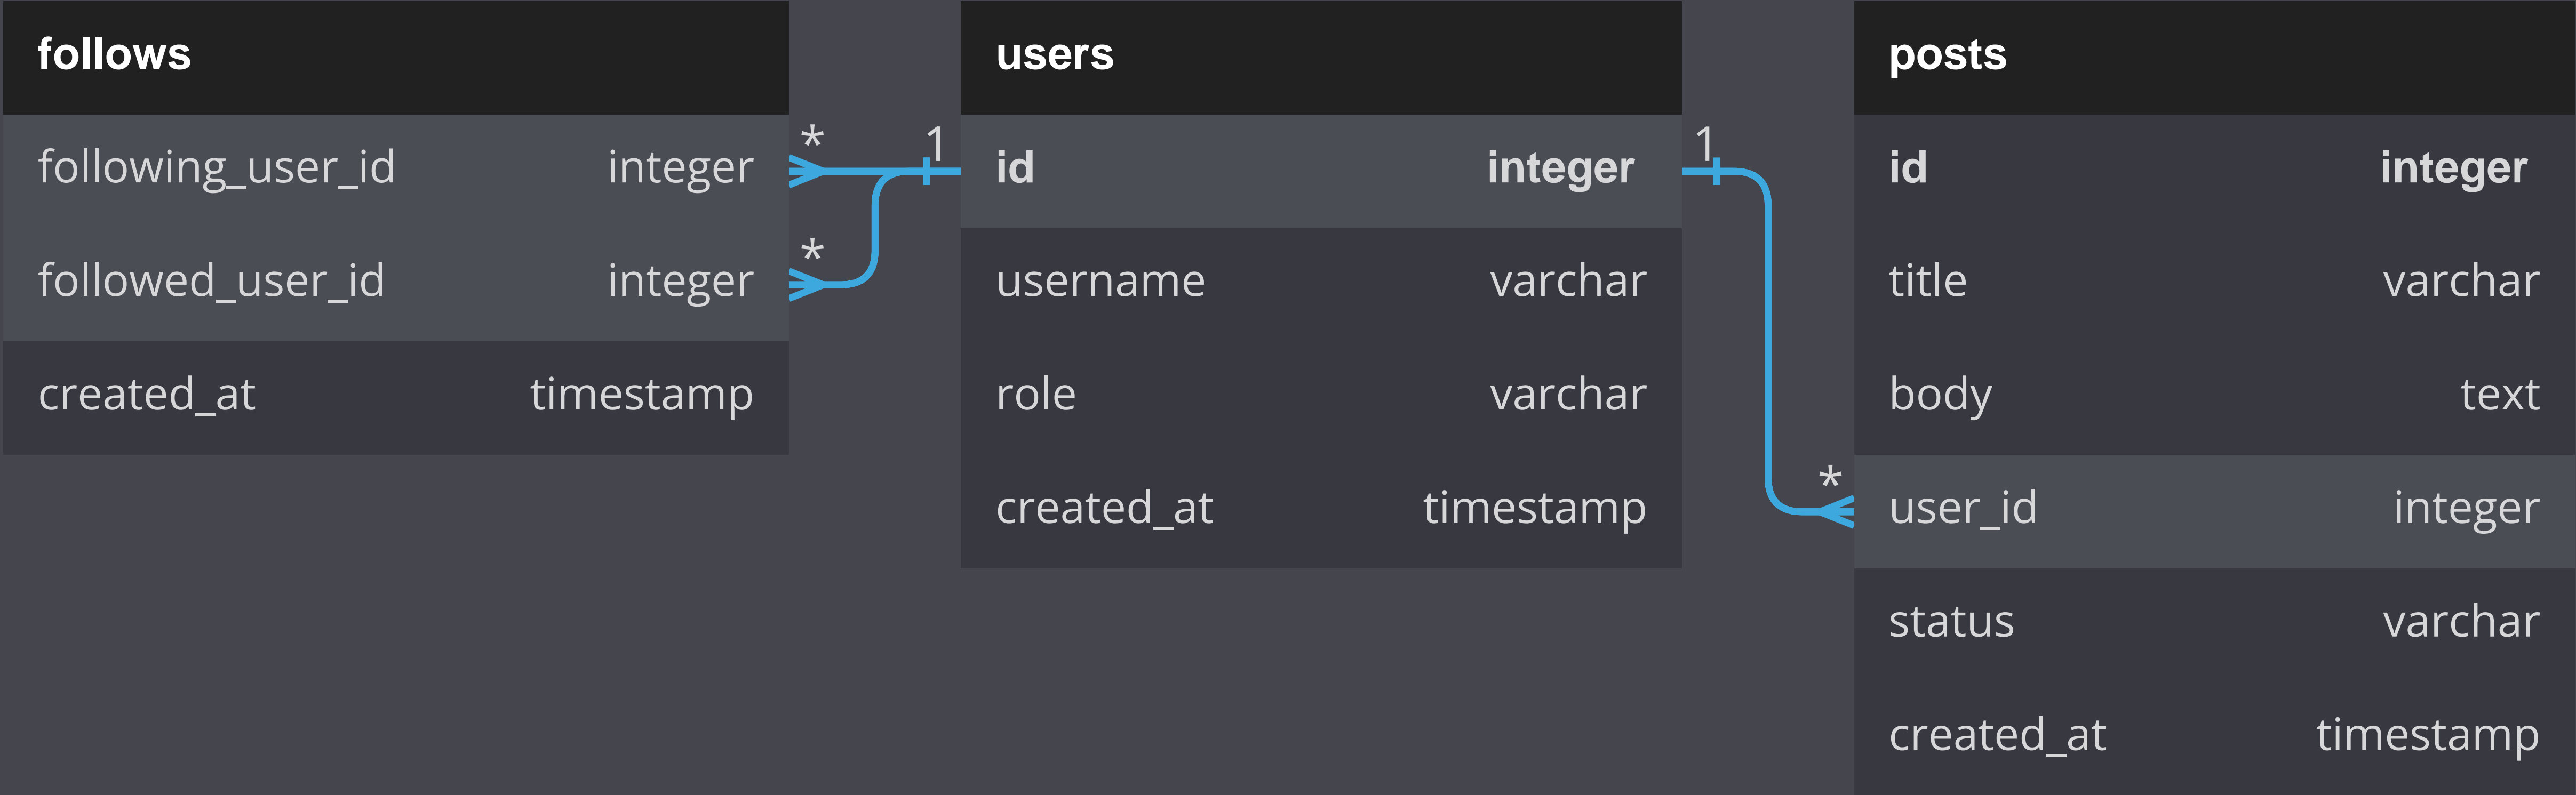 follows
following_user_id integer
followed_user_id integer
created_at timestamp
* 1
*
users
id integer
username varchar
role varchar
created_at timestamp
1
*
posts
id integer
title varchar
body text
user_id integer
status varchar
created_at timestamp